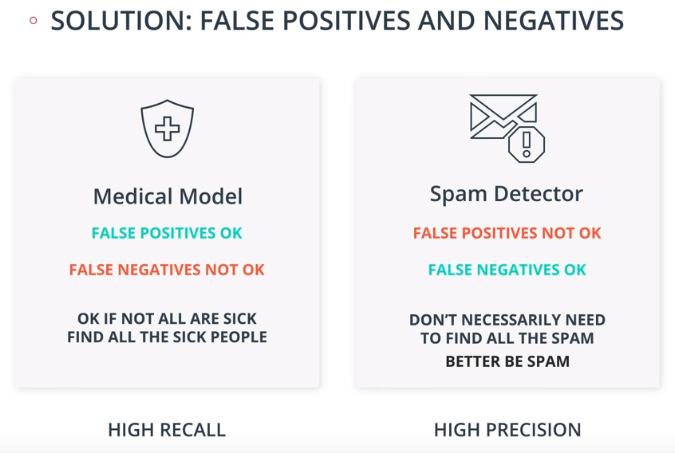 SOLUTION: FALSE POSITIVES AND NEGATIVES
Medical Model
FALSE POSITIVES OK
FALSE NEGATIVES NOT OK
OK IF NOT ALL ARE SICK
FIND ALL THE SICK PEOPLE
HIGH RECALL
Spam Detector
FALSE POSITIVES NOT OK
FALSE NEGATIVES OK
DON'T NECESSARILY NEED
TO FIND ALL THE SPAM
BETTER BE SPAM
HIGH PRECISION